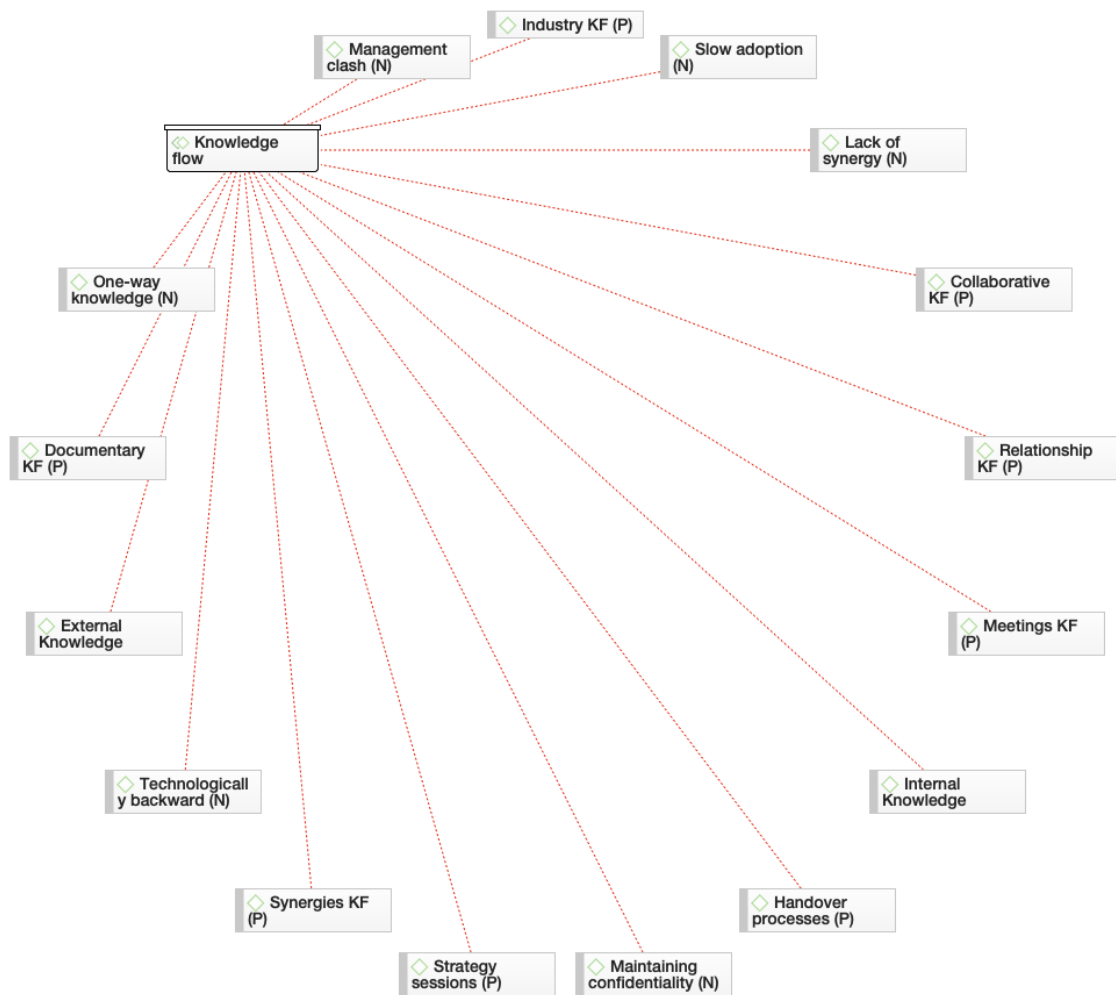 Industry KF (P)
Management
clash (N)
Slow adoption
(N)
Knowledge
flow
Lack of
synergy (N)
One-way
knowledge (N)
Collaborative
KF (P)
Documentary
KF (P)
Relationship
KF (P)
External
Knowledge
Meetings KF
(P)
Technologicall
y backward (N)
Internal
Knowledge
Synergies KF
(P)
Handover
processes (P)
Strategy
sessions (P)
Maintaining
confidentiality (N)